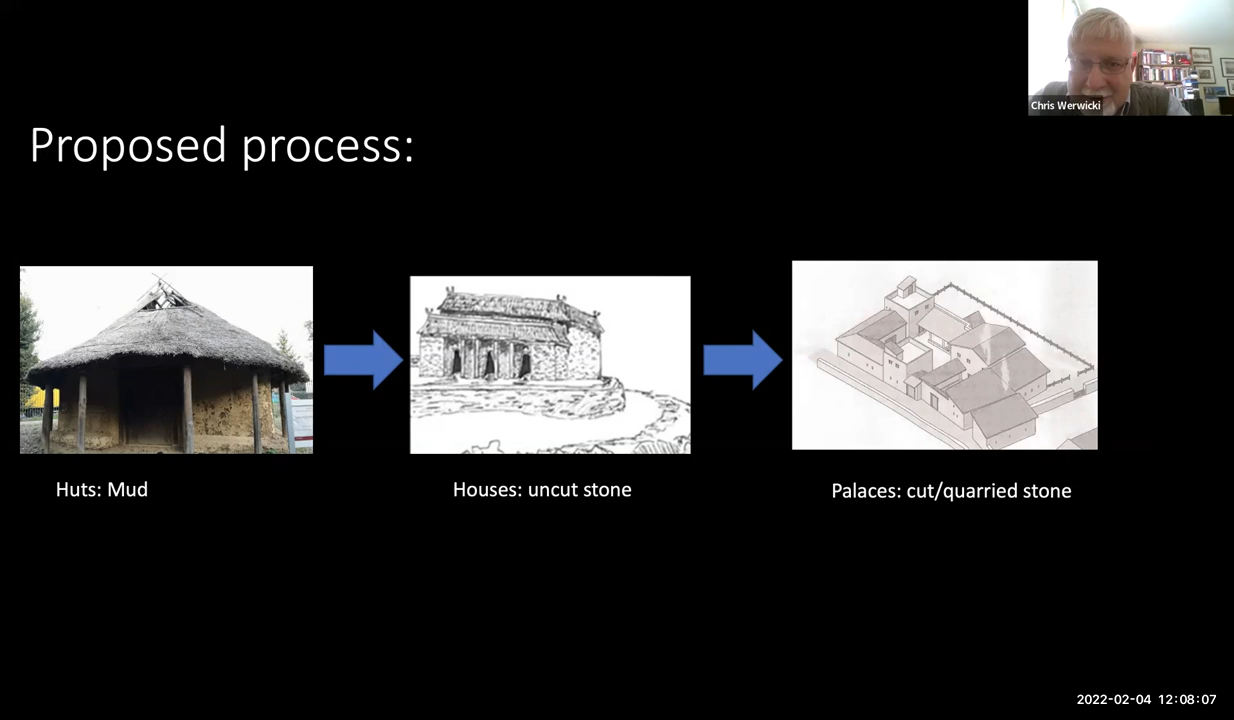 Chris Werwicki
Proposed process:
Huts: Mud
Houses: uncut stone
Palaces: cut/quarried stone
2022-02-04 12:08:07